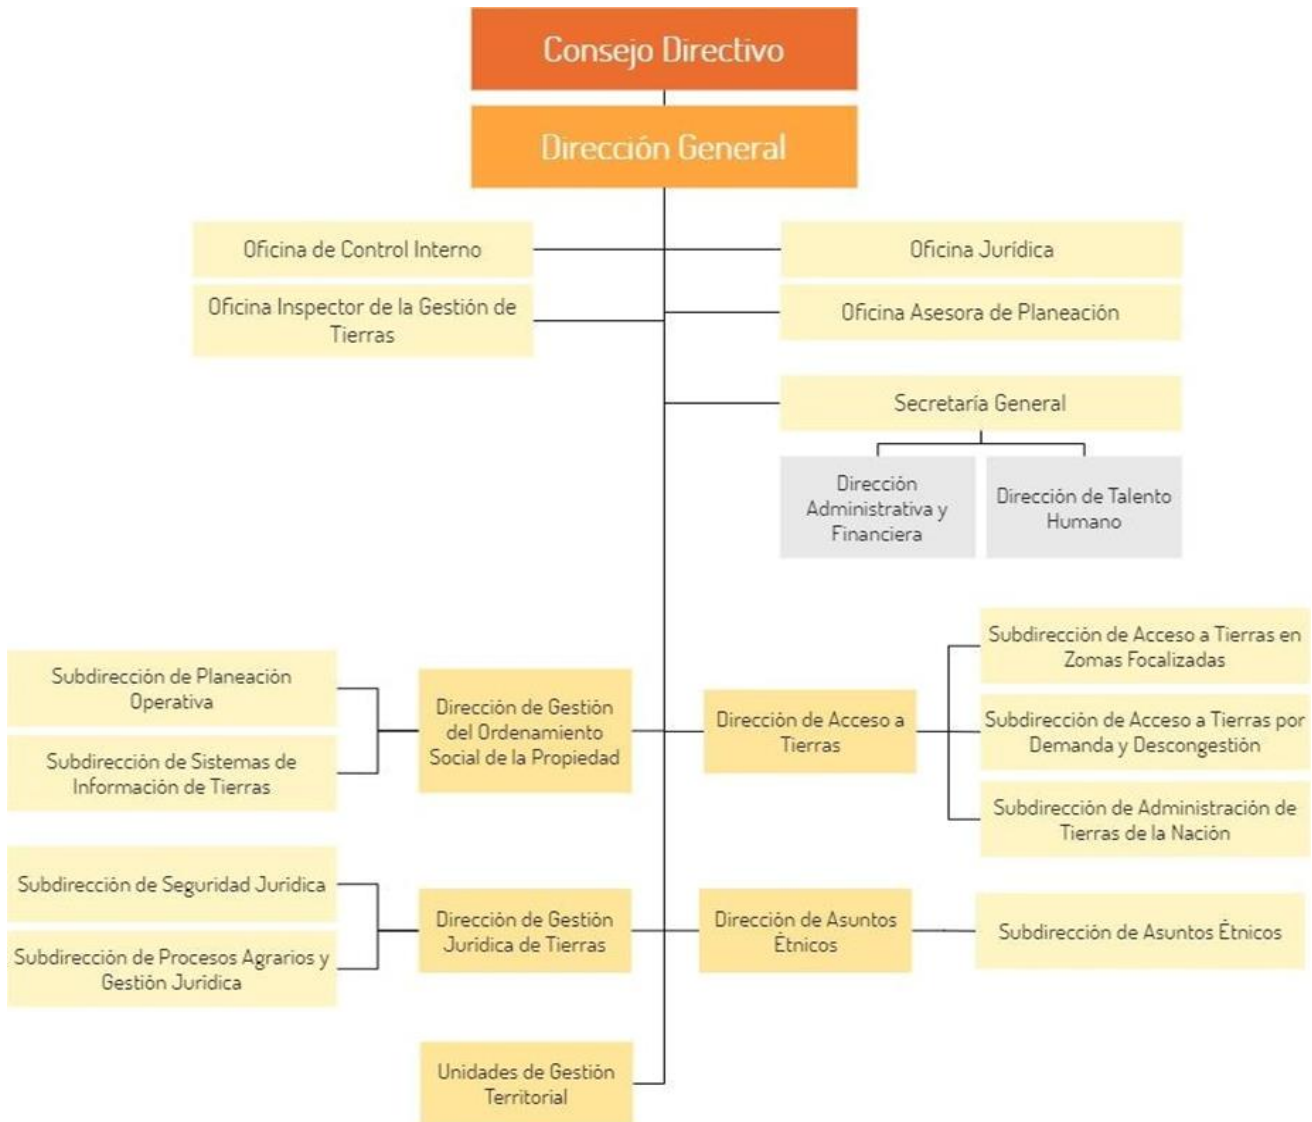 Consejo Directivo
Dirección General
Oficina de Control Interno
Oficina Jurídica
Oficina Inspector de la Gestión de
Tierras
Oficina Asesora de Planeación
Secretaría General
Dirección
Administrativa y
Financiera
Dirección de Talento
Humano
Subdirección de Planeación
Operativa
Subdirección de Sistemas de
Información de Tierras
Dirección de Gestión
del Ordenamiento
Social de la Propiedad
Dirección de Acceso a
Tierras
Subdirección de Acceso a Tierras en
Zomas Focalizadas
Subdirección de Acceso a Tierras por
Demanda y Descongestión
Subdirección de Administración de
Tierras de la Nación
Subdirección de Seguridad Jurídica
Subdirección de Procesos Agrarios y
Gestión Jurídica
Dirección de Gestión
Jurídica de Tierras
Dirección de Asuntos
Étnicos
Subdirección de Asuntos Étnicos
Unidades de Gestión
Territorial